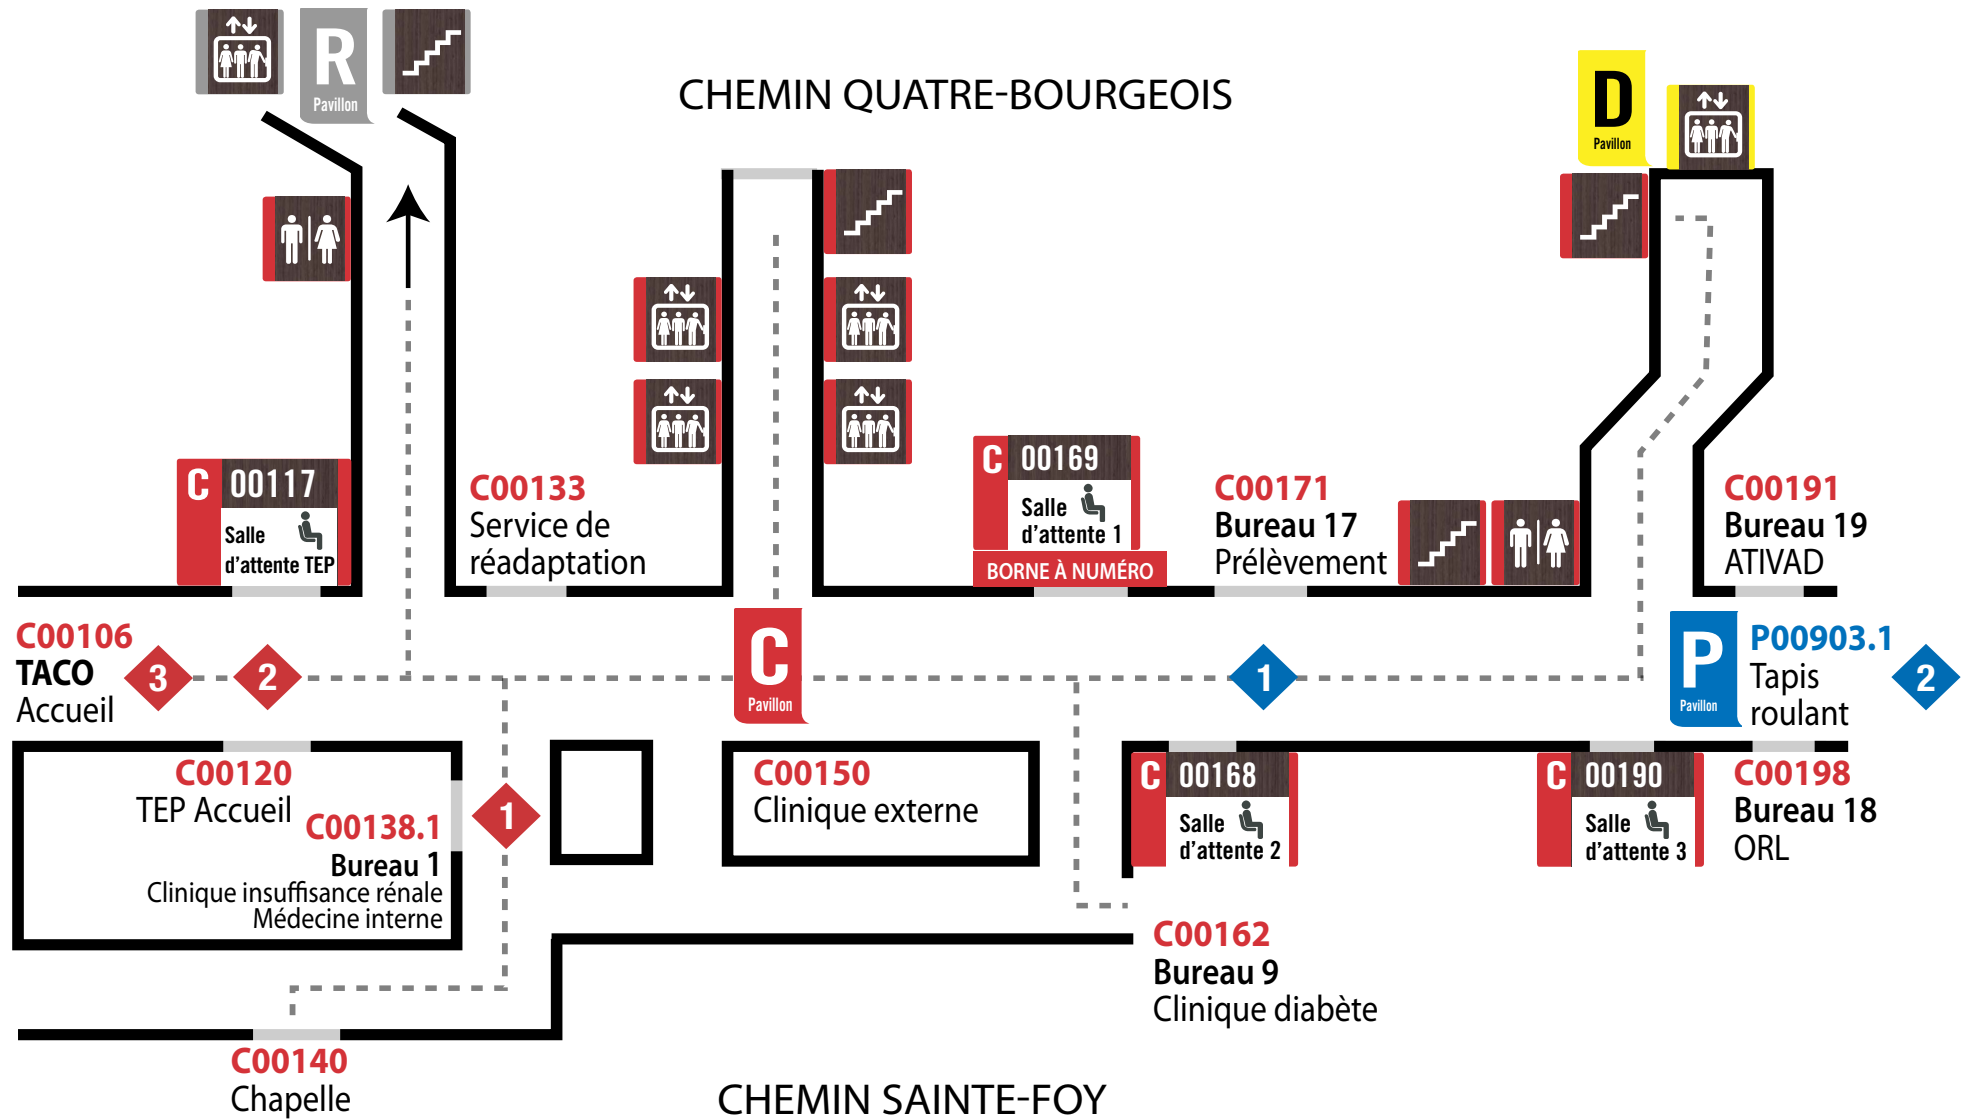 R
Pavillon
CHEMIN QUATRE-BOURGEOIS
D
Pavillon
C 00117
Salle
d'attente TEP
C00133
Service de
réadaptation
C 00169
Salle
d'attente 1
BORNE À NUMÉRO
C00171
Bureau 17
Prélèvement
C00191
Bureau 19
ATIVAD
C00106
TACO
Accueil
3
2
C
Pavillon
1
P
Pavillon
P00903.1
Tapis
roulant
2
C00120
TEP Accueil
C00138.1
Bureau 1
Clinique insuffisance rénale
Médecine interne
1
C00150
Clinique externe
C 00168
Salle
d'attente 2
C 00190
Salle
d'attente 3
C00198
Bureau 18
ORL
C00162
Bureau 9
Clinique diabète
C00140
Chapelle
CHEMIN SAINTE-FOY